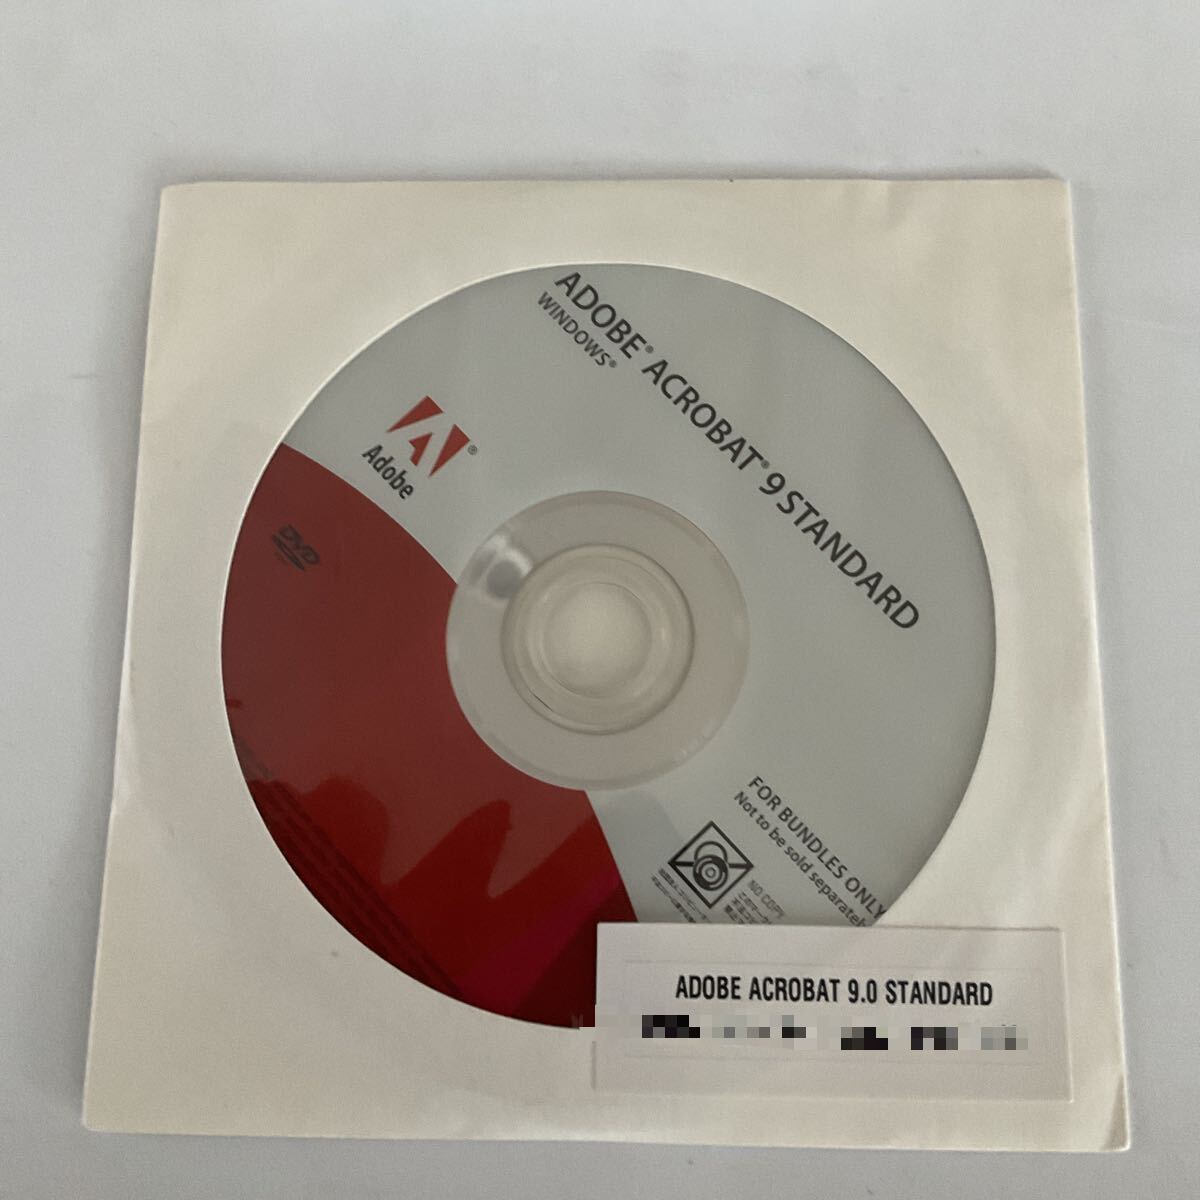 ADOBE® ACROBAT® 9 STANDARD
WINDOWS®
Adobe
DVD
FOR BUNDLES ONLY
Not to be sold separately
NO COPY
ADOBE ACROBAT 9.0 STANDARD